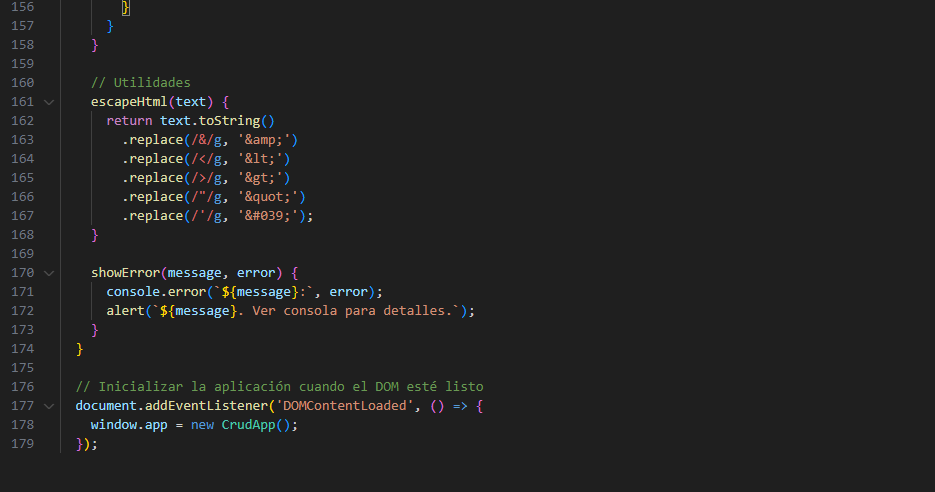 156         }
157       }
158     }
159
160     // Utilidades
161     escapeHtml(text) {
162       return text.toString()
163         .replace(/&/g, '&amp;')
164         .replace(/</g, '&lt;')
165         .replace(/>/g, '&gt;')
166         .replace(/"/g, '&quot;')
167         .replace(/'/g, '&#039;');
168     }
169
170     showError(message, error) {
171       console.error(`${message}:`, error);
172       alert(`${message}. Ver consola para detalles.`);
173     }
174   }
175
176   // Inicializar la aplicación cuando el DOM esté listo
177   document.addEventListener('DOMContentLoaded', () => {
178     window.app = new CrudApp();
179   });